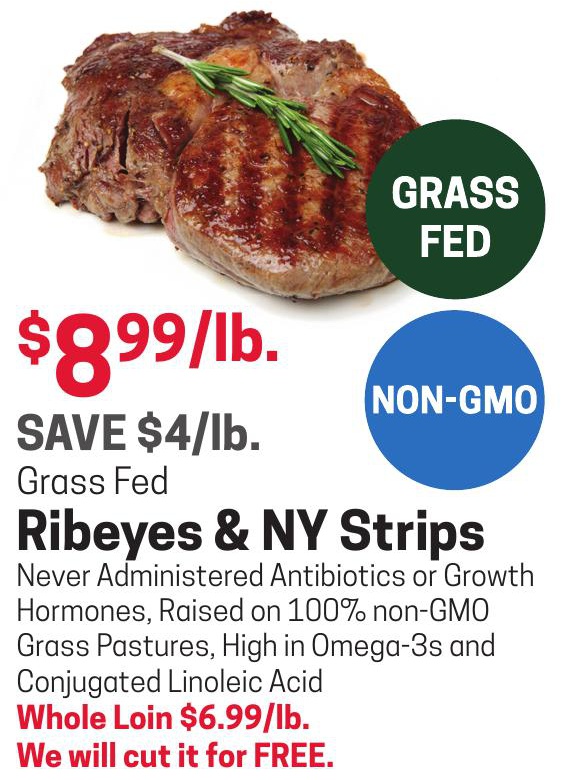 GRASS
FED
$8.99/lb.
NON-GMO
SAVE $4/lb.
Grass Fed
Ribeyes & NY Strips
Never Administered Antibiotics or Growth
Hormones, Raised on 100% non-GMO
Grass Pastures, High in Omega-3s and
Conjugated Linoleic Acid
Whole Loin $6.99/lb.
We will cut it for FREE.